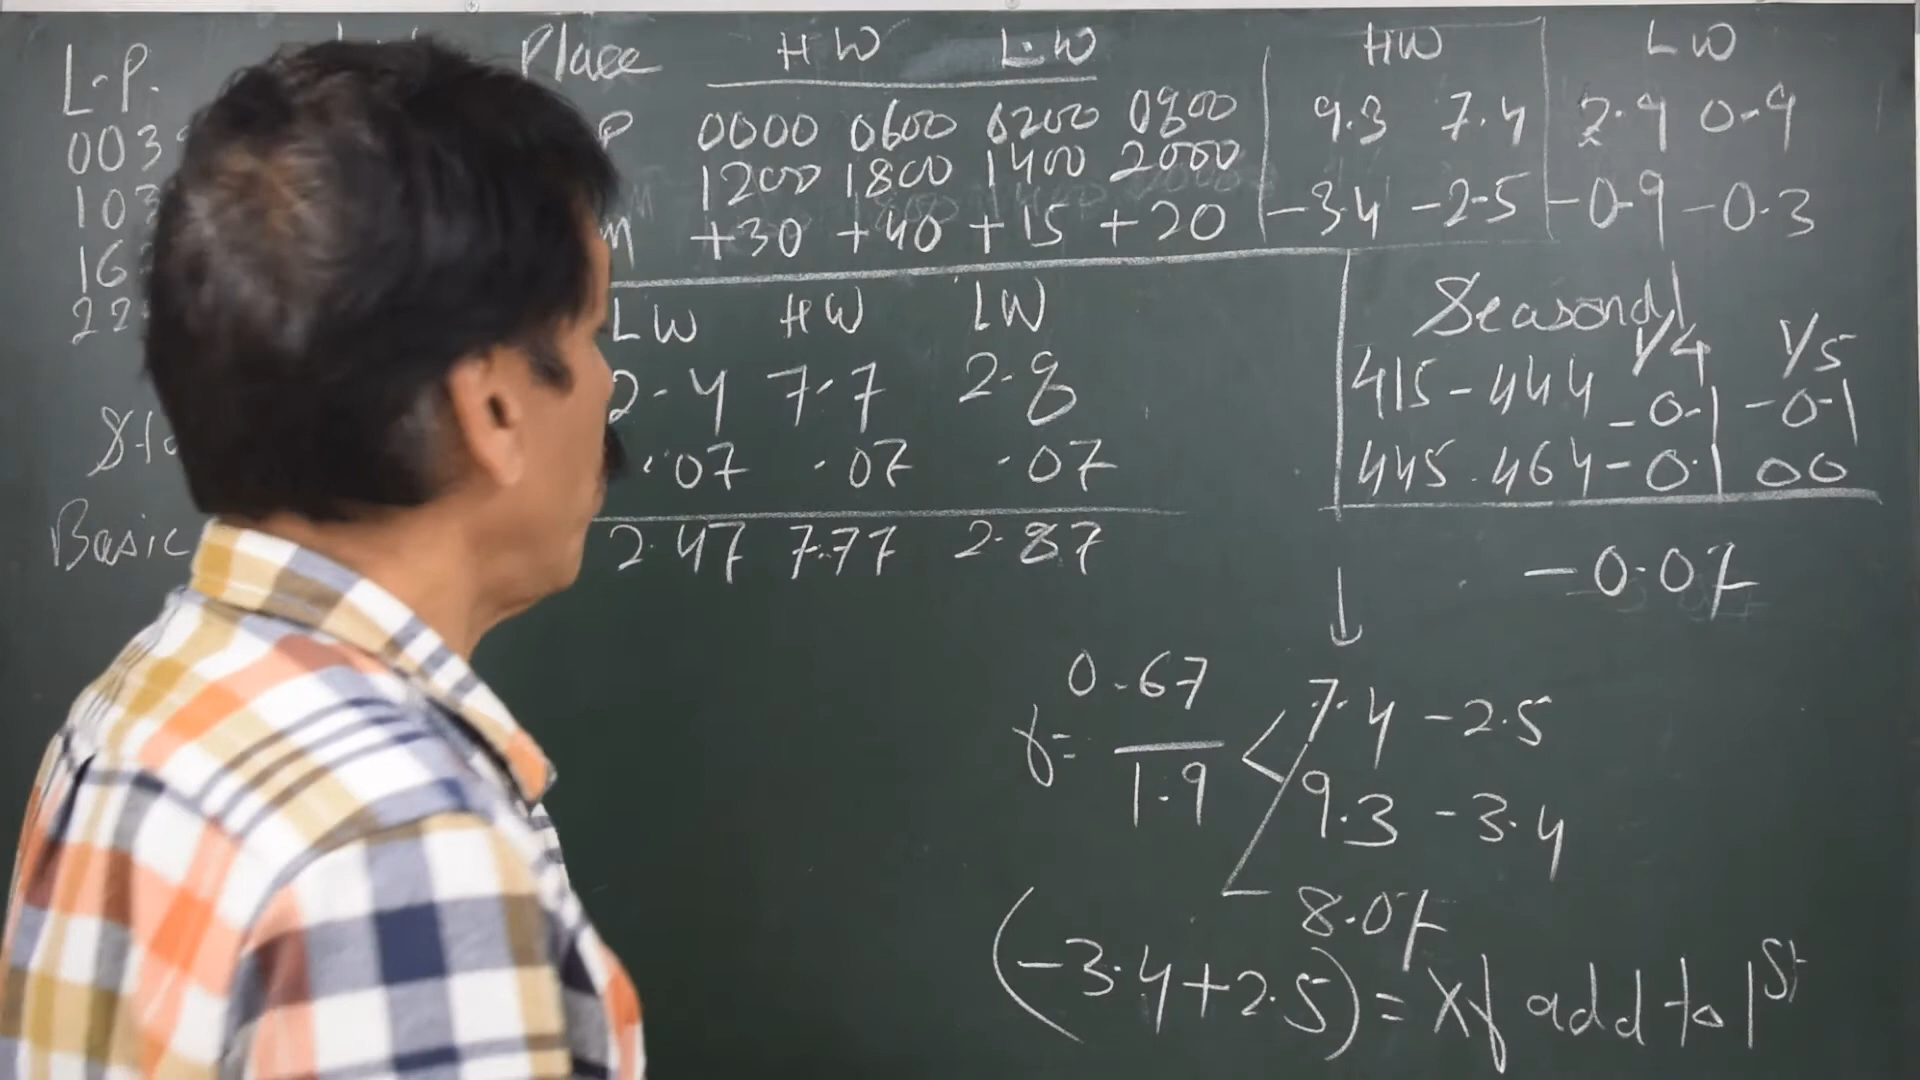 L.P. Place HW LW HW LW
003 P 0000 0600 0200 0800 9.3 7.4 2.9 0.9
1200 1800 1400 2000
103 m +30 +40 +15 +20 -3.4 -2.5 -0.9 -0.3
16
22 LW HW LW Seasonal
1/4 1/5
2.4 7.7 2.8 415-444 -0.1 -0.1
.07 .07 .07 445-464 -0.1 00
Basic 2.47 7.77 2.87 -0.07
0.67 7.4 -2.5
f= 1.9 9.3 -3.4
8.07
(-3.4+2.5) = Xf add to 1st